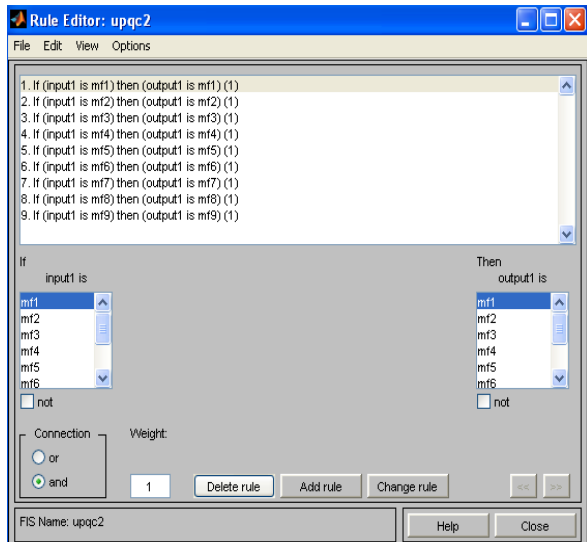 Rule Editor: upqc2
File Edit View Options
1. If (input1 is mf1) then (output1 is mf1) (1)
2. If (input1 is mf2) then (output1 is mf2) (1)
3. If (input1 is mf3) then (output1 is mf3) (1)
4. If (input1 is mf4) then (output1 is mf4) (1)
5. If (input1 is mf5) then (output1 is mf5) (1)
6. If (input1 is mf6) then (output1 is mf6) (1)
7. If (input1 is mf7) then (output1 is mf7) (1)
8. If (input1 is mf8) then (output1 is mf8) (1)
9. If (input1 is mf9) then (output1 is mf9) (1)
If
input1 is
mf1
mf2
mf3
mf4
mf5
mf6
not
Then
output1 is
mf1
mf2
mf3
mf4
mf5
mf6
not
Connection
or
and
Weight:
1
Delete rule
Add rule
Change rule
<< >>
FIS Name: upqc2
Help
Close